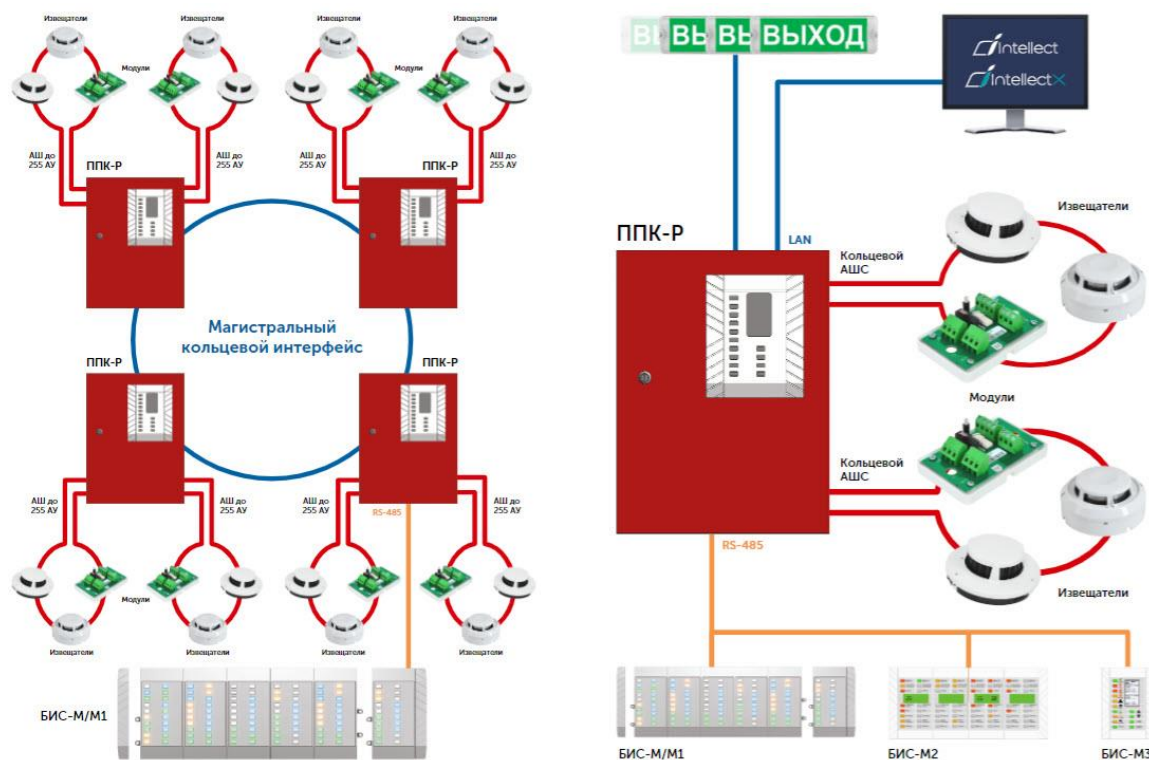 Извещатели
Извещатели
Извещатели
Извещатели
Модули
Модули
АШ до
255 АУ
АШ до
255 АУ
АШ до
255 АУ
АШ до
255 АУ
ППК-Р
ППК-Р
Магистральный
кольцевой интерфейс
ППК-Р
ППК-Р
RS-485
АШ до
255 АУ
АШ до
255 АУ
АШ до
255 АУ
АШ до
255 АУ
Модули
Модули
Извещатели
Извещатели
Извещатели
Извещатели
БИС-М/М1
ВЫ ВЫ ВЫ ВЫХОД
Intellect
IntellectX
LAN
ППК-Р
Кольцевой
АШС
Извещатели
Модули
Кольцевой
АШС
Извещатели
RS-485
БИС-М/М1
БИС-М2
БИС-М3